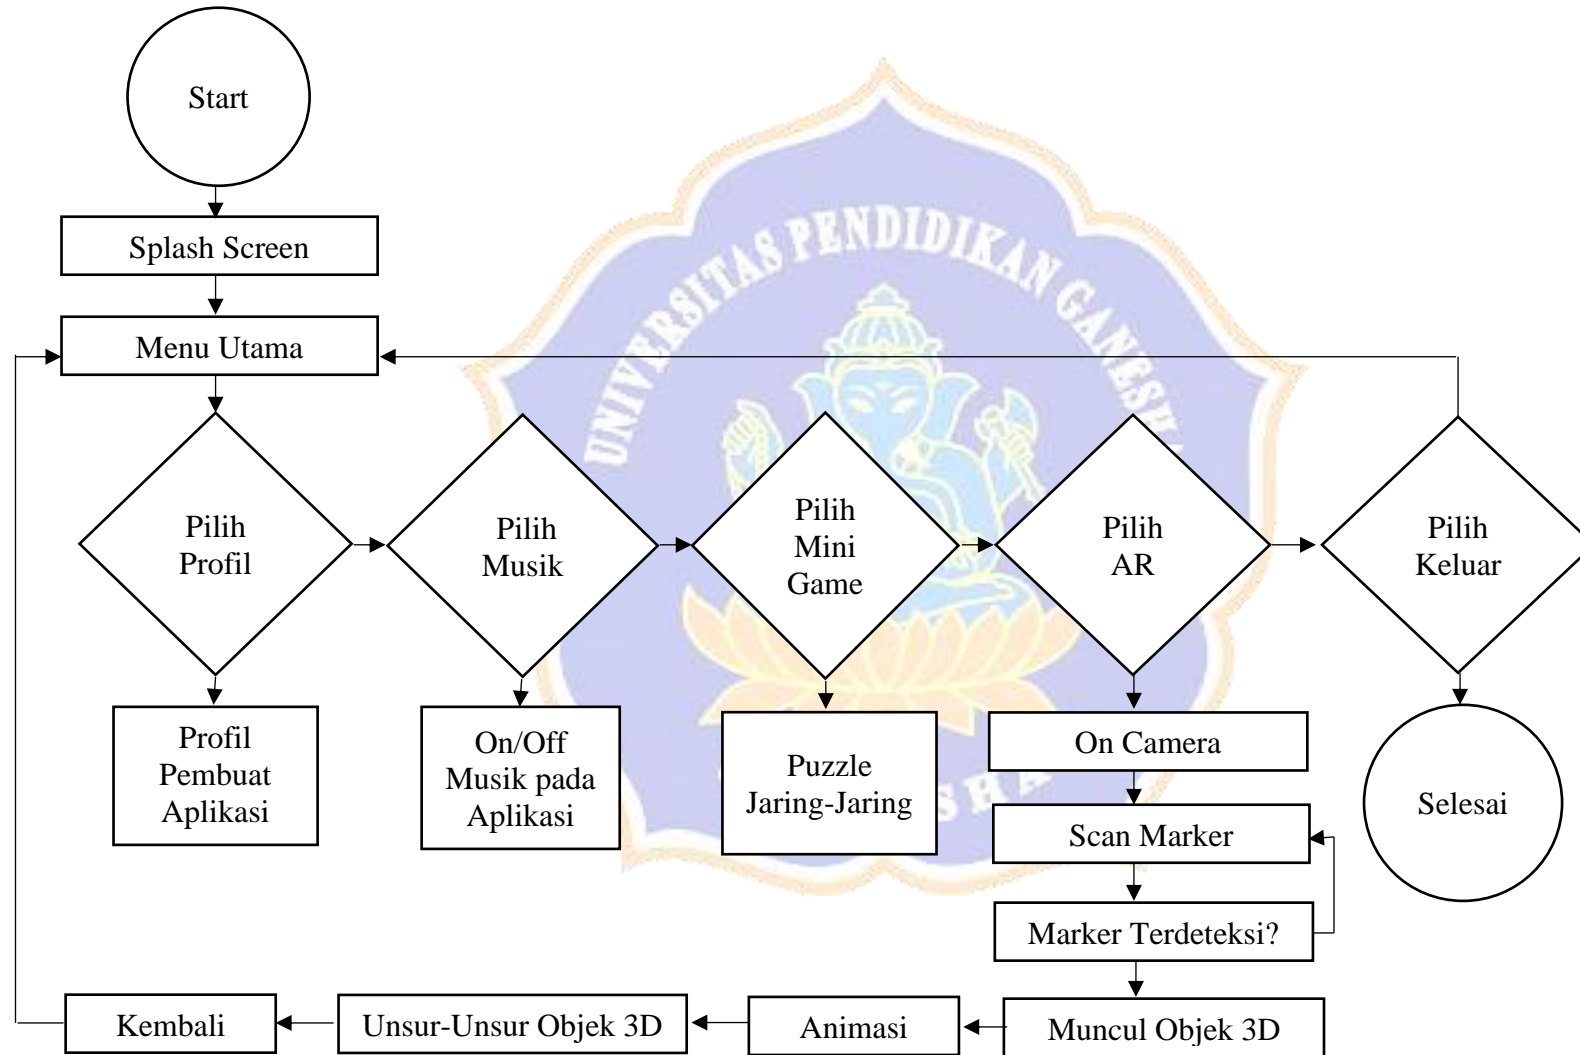 Start
Splash Screen
Menu Utama
UNIVERSITAS PENDIDIKAN GANESHA
Pilih
Profil
Pilih
Musik
Pilih
Mini
Game
Pilih
AR
Pilih
Keluar
Profil
Pembuat
Aplikasi
On/Off
Musik pada
Aplikasi
Puzzle
Jaring-Jaring
On Camera
Scan Marker
Marker Terdeteksi?
Selesai
Kembali
Unsur-Unsur Objek 3D
Animasi
Muncul Objek 3D